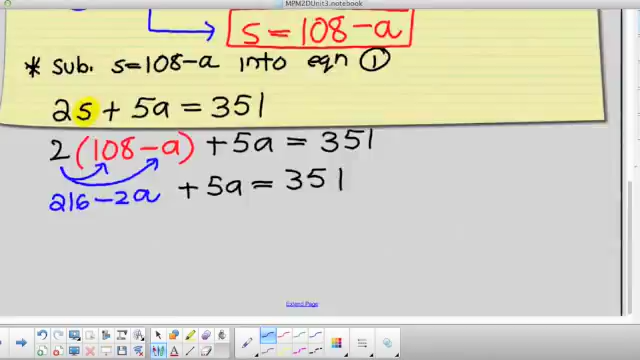 MPM2DUnit3.notebook
s = 108 - a
* sub. s = 108 - a into eqn ①
2s + 5a = 351
2 (108 - a) + 5a = 351
216 - 2a + 5a = 351
Extend Page